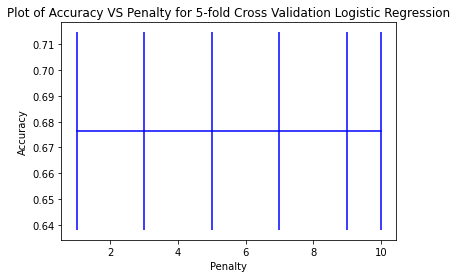 Plot of Accuracy VS Penalty for 5-fold Cross Validation Logistic Regression
0.71
0.70
0.69
0.68
0.67
0.66
0.65
0.64
Accuracy
2 4 6 8 10
Penalty